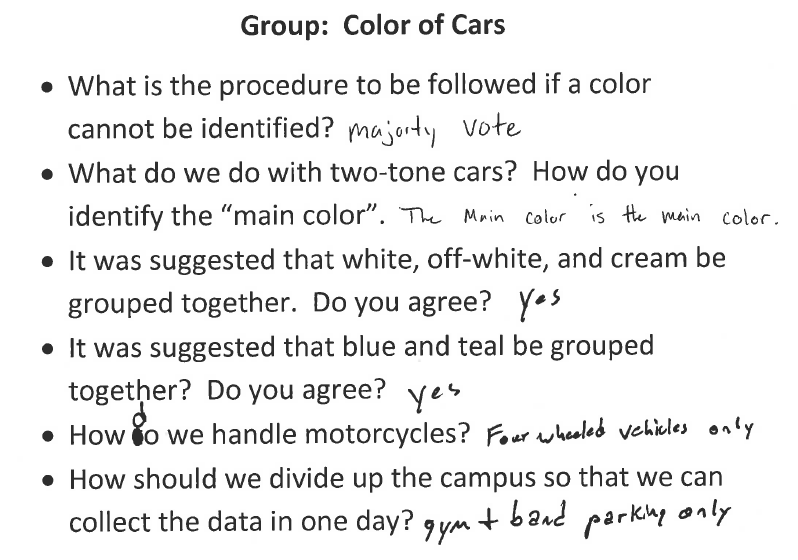 Group: Color of Cars
• What is the procedure to be followed if a color
cannot be identified? majorty vote
• What do we do with two-tone cars? How do you
identify the “main color”. The Main color is the main color.
• It was suggested that white, off-white, and cream be
grouped together. Do you agree? Yes
• It was suggested that blue and teal be grouped
together? Do you agree? yes
• How do we handle motorcycles? Four wheeled vehicles only
• How should we divide up the campus so that we can
collect the data in one day? gym + band parking only